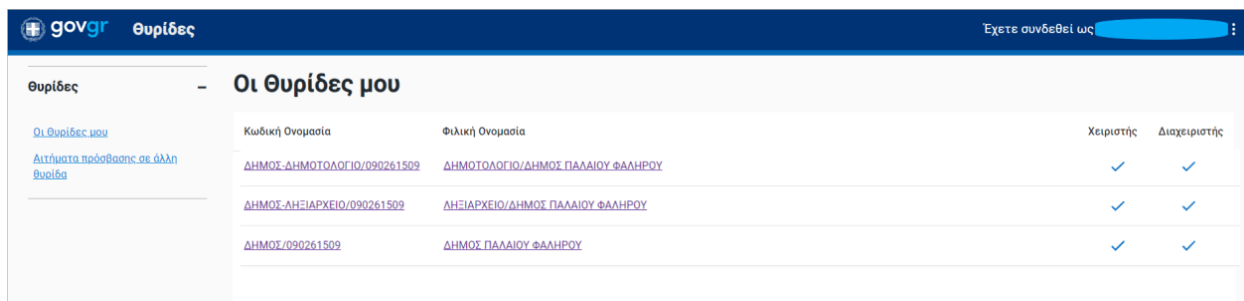 govgr Θυρίδες Έχετε συνδεθεί ως
Θυρίδες –
Οι Θυρίδες μου
Οι Θυρίδες μου
Αιτήματα πρόσβασης σε άλλη
θυρίδα
Κωδική Ονομασία Φιλική Ονομασία Χειριστής Διαχειριστής
ΔΗΜΟΣ-ΔΗΜΟΤΟΛΟΓΙΟ/090261509 ΔΗΜΟΤΟΛΟΓΙΟ/ΔΗΜΟΣ ΠΑΛΑΙΟΥ ΦΑΛΗΡΟΥ
ΔΗΜΟΣ-ΛΗΞΙΑΡΧΕΙΟ/090261509 ΛΗΞΙΑΡΧΕΙΟ/ΔΗΜΟΣ ΠΑΛΑΙΟΥ ΦΑΛΗΡΟΥ
ΔΗΜΟΣ/090261509 ΔΗΜΟΣ ΠΑΛΑΙΟΥ ΦΑΛΗΡΟΥ